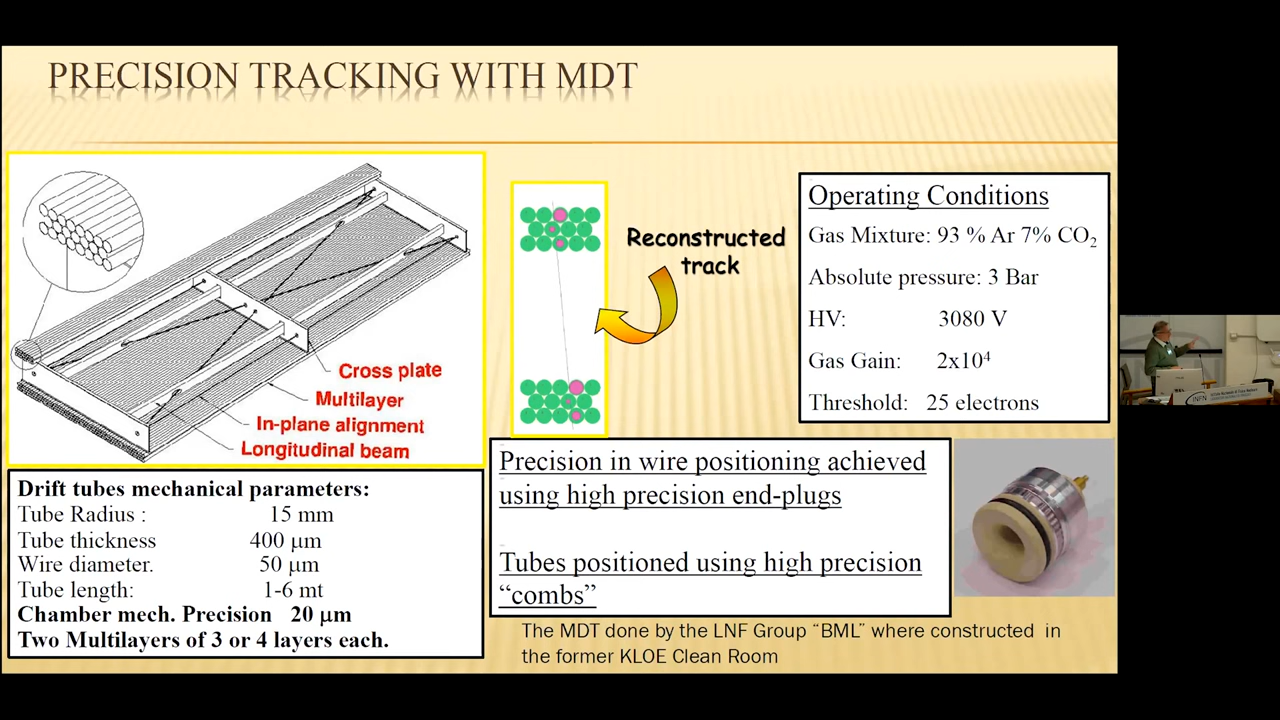 PRECISION TRACKING WITH MDT
Cross plate
Multilayer
In-plane alignment
Longitudinal beam
Reconstructed
track
Operating Conditions
Gas Mixture: 93 % Ar 7% CO2
Absolute pressure: 3 Bar
HV: 3080 V
Gas Gain: 2x10⁴
Threshold: 25 electrons
Drift tubes mechanical parameters:
Tube Radius : 15 mm
Tube thickness 400 µm
Wire diameter. 50 µm
Tube length: 1-6 mt
Chamber mech. Precision 20 µm
Two Multilayers of 3 or 4 layers each.
Precision in wire positioning achieved
using high precision end-plugs
Tubes positioned using high precision
“combs”
The MDT done by the LNF Group “BML” where constructed in
the former KLOE Clean Room
INFN